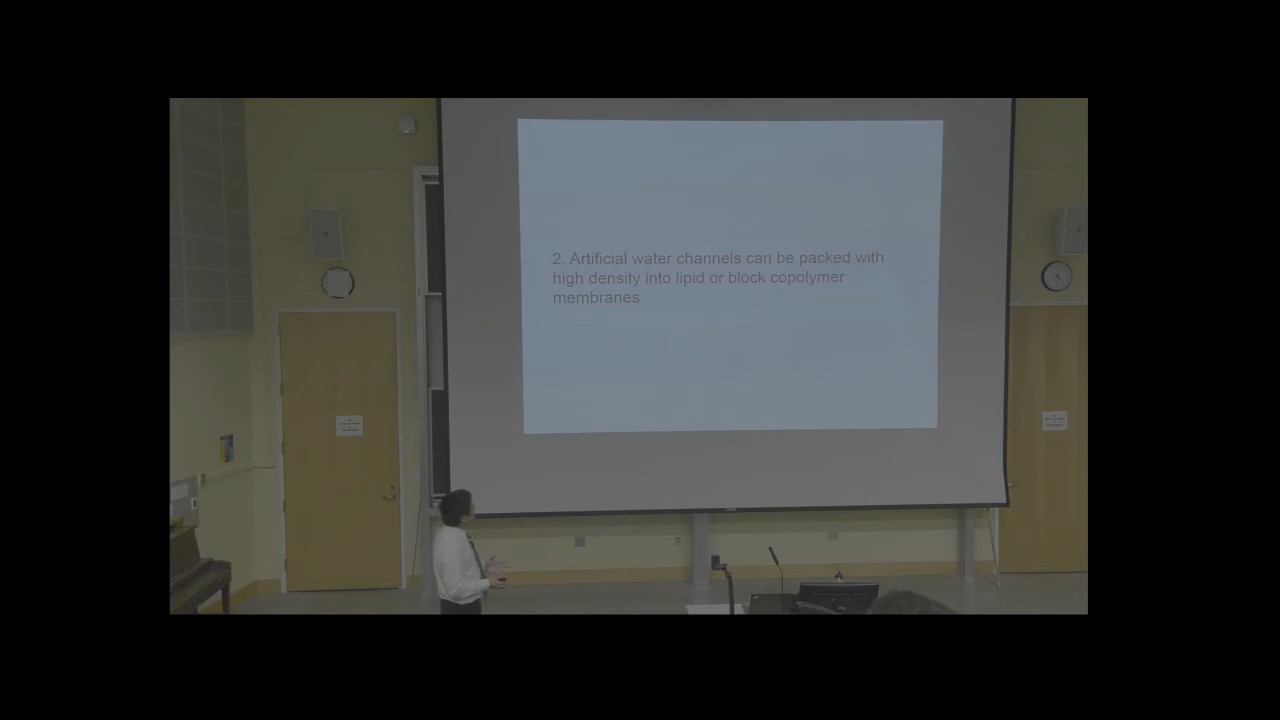 2. Artificial water channels can be packed with
high density into lipid or block copolymer
membranes.